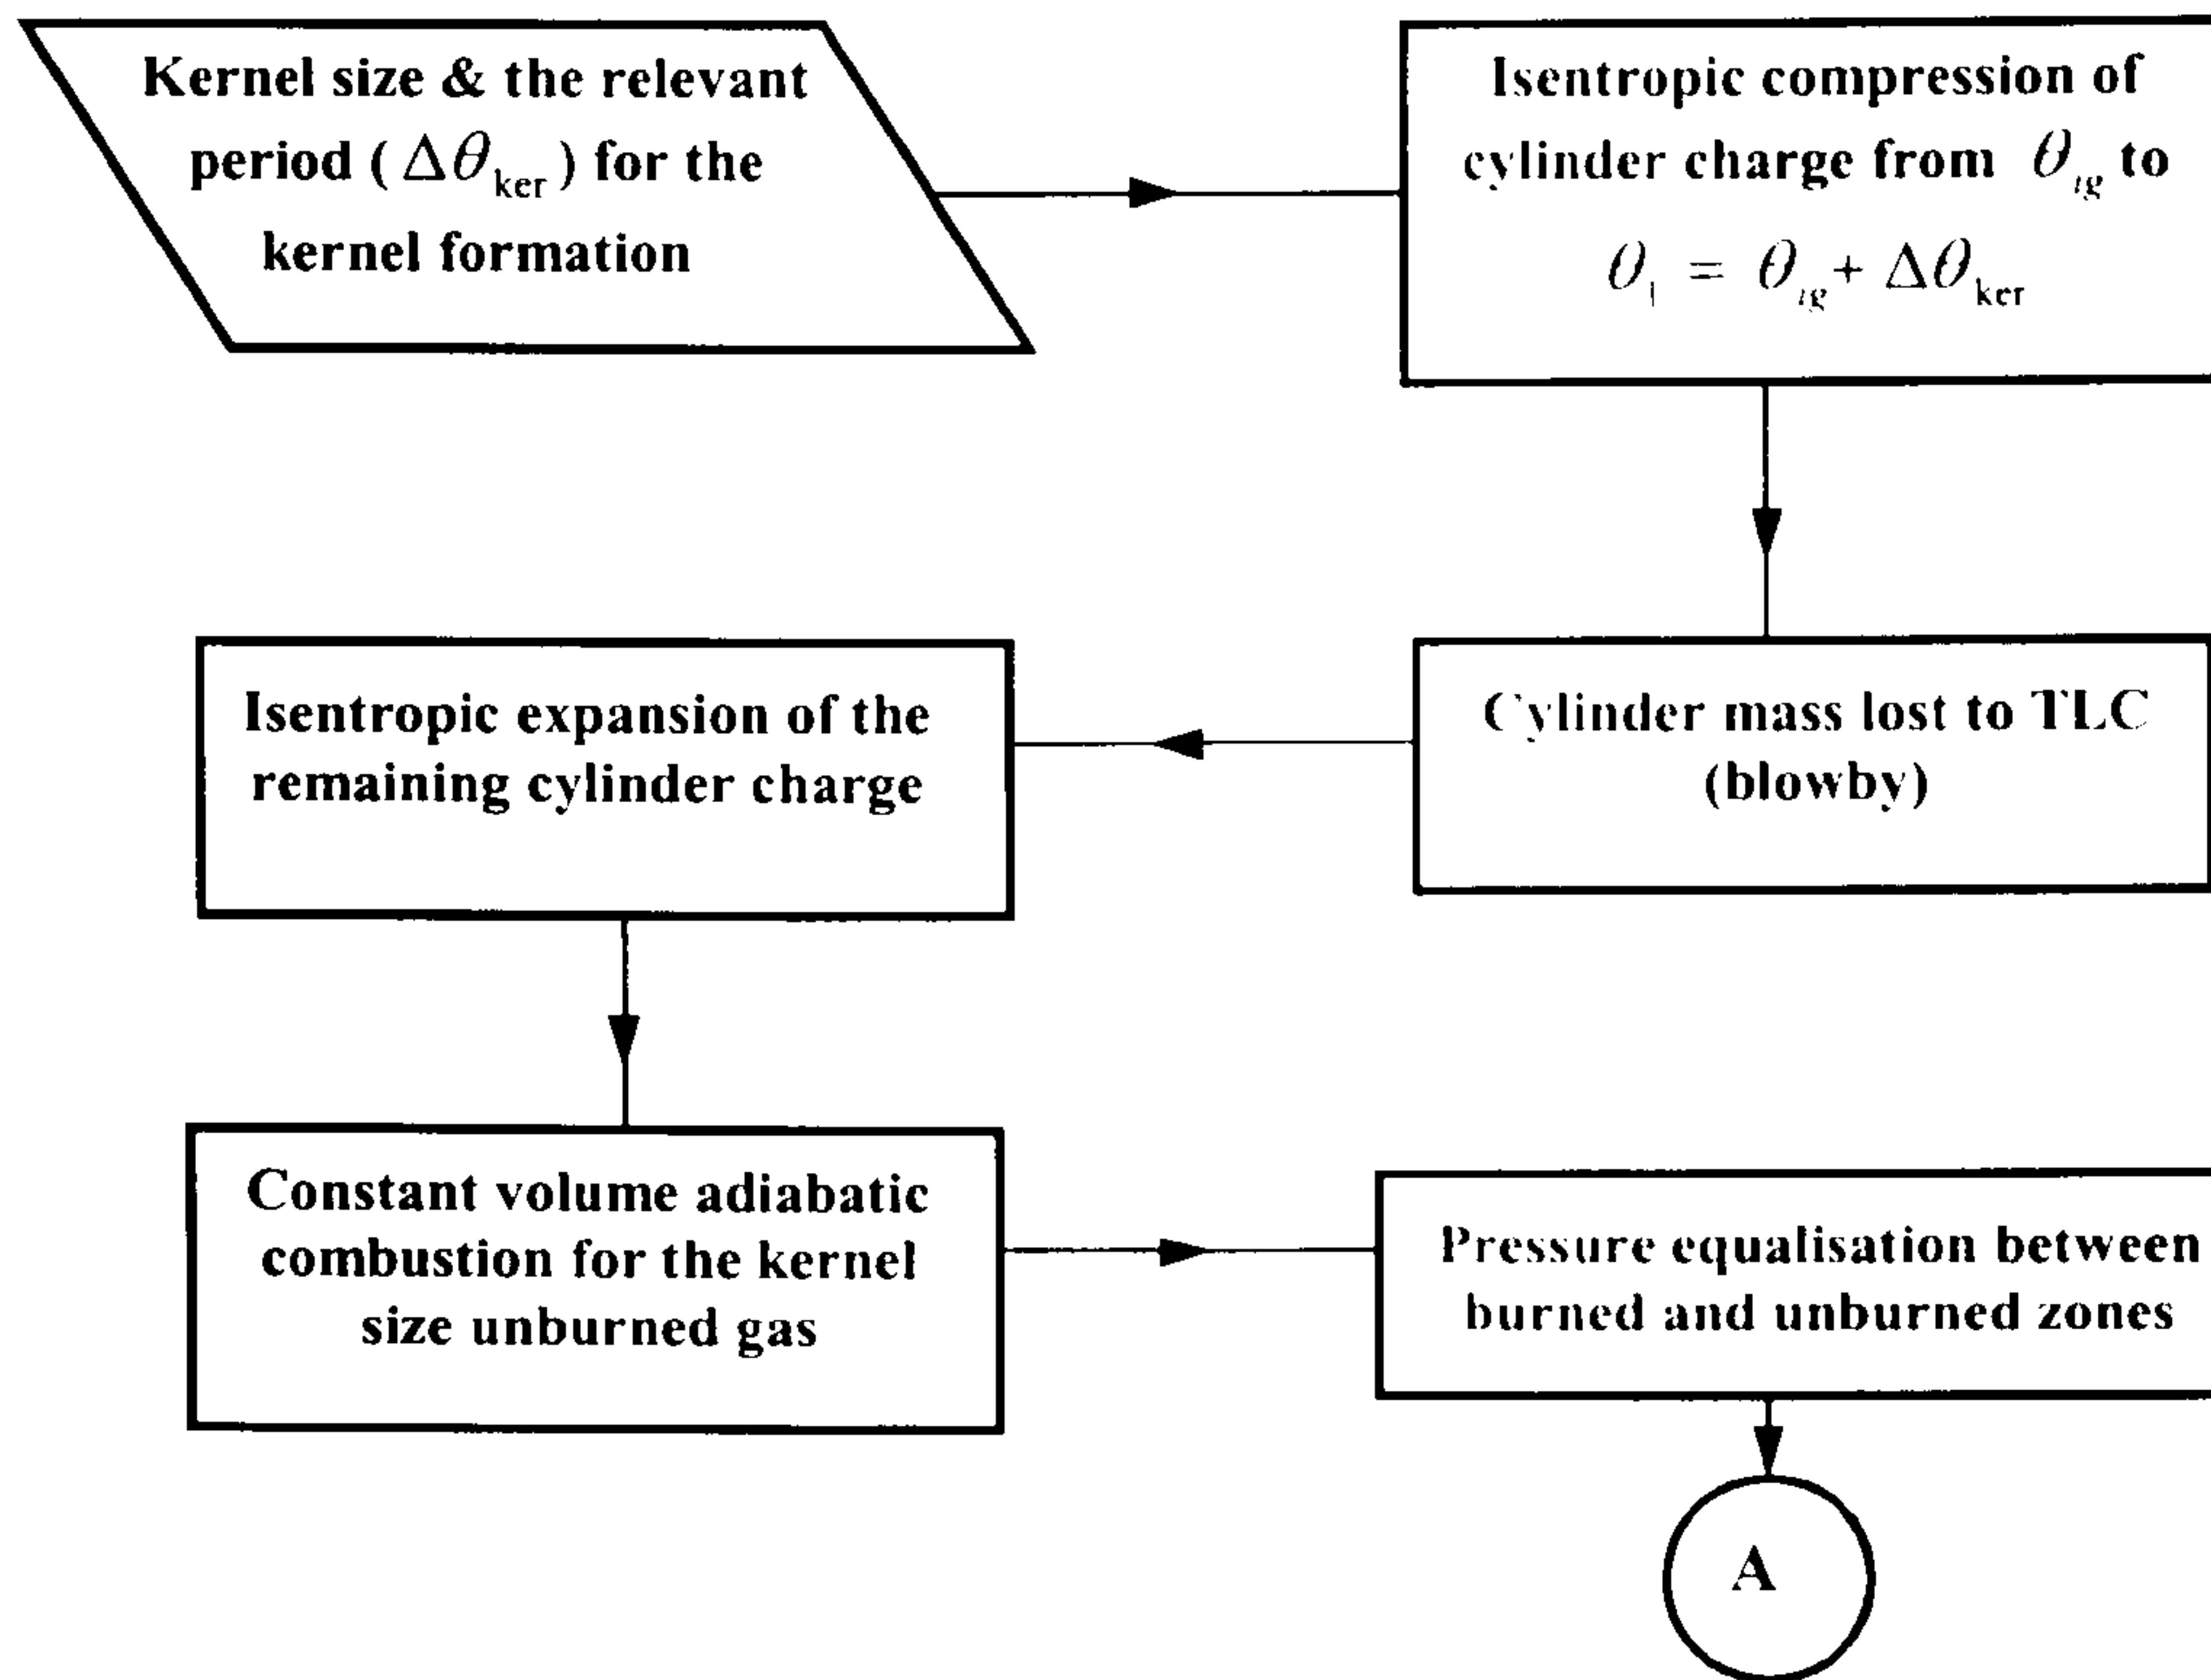 Kernel size & the relevant
period ( Δθker ) for the
kernel formation
Isentropic compression of
cylinder charge from θig to
θ1 = θig + Δθker
Cylinder mass lost to TLC
(blowby)
Isentropic expansion of the
remaining cylinder charge
Constant volume adiabatic
combustion for the kernel
size unburned gas
Pressure equalisation between
burned and unburned zones
A